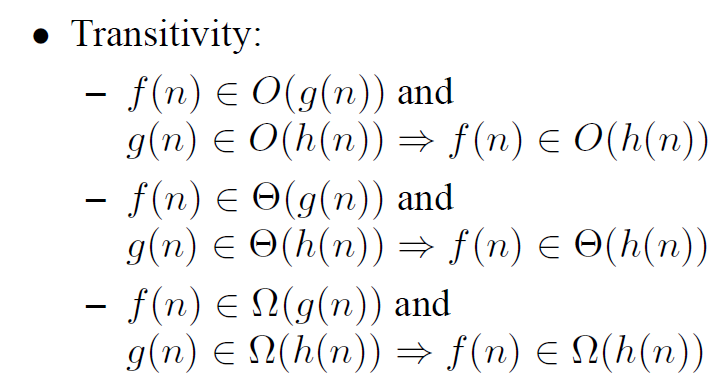 • Transitivity:
– f(n) ∈ O(g(n)) and
g(n) ∈ O(h(n)) ⇒ f(n) ∈ O(h(n))
– f(n) ∈ Θ(g(n)) and
g(n) ∈ Θ(h(n)) ⇒ f(n) ∈ Θ(h(n))
– f(n) ∈ Ω(g(n)) and
g(n) ∈ Ω(h(n)) ⇒ f(n) ∈ Ω(h(n))